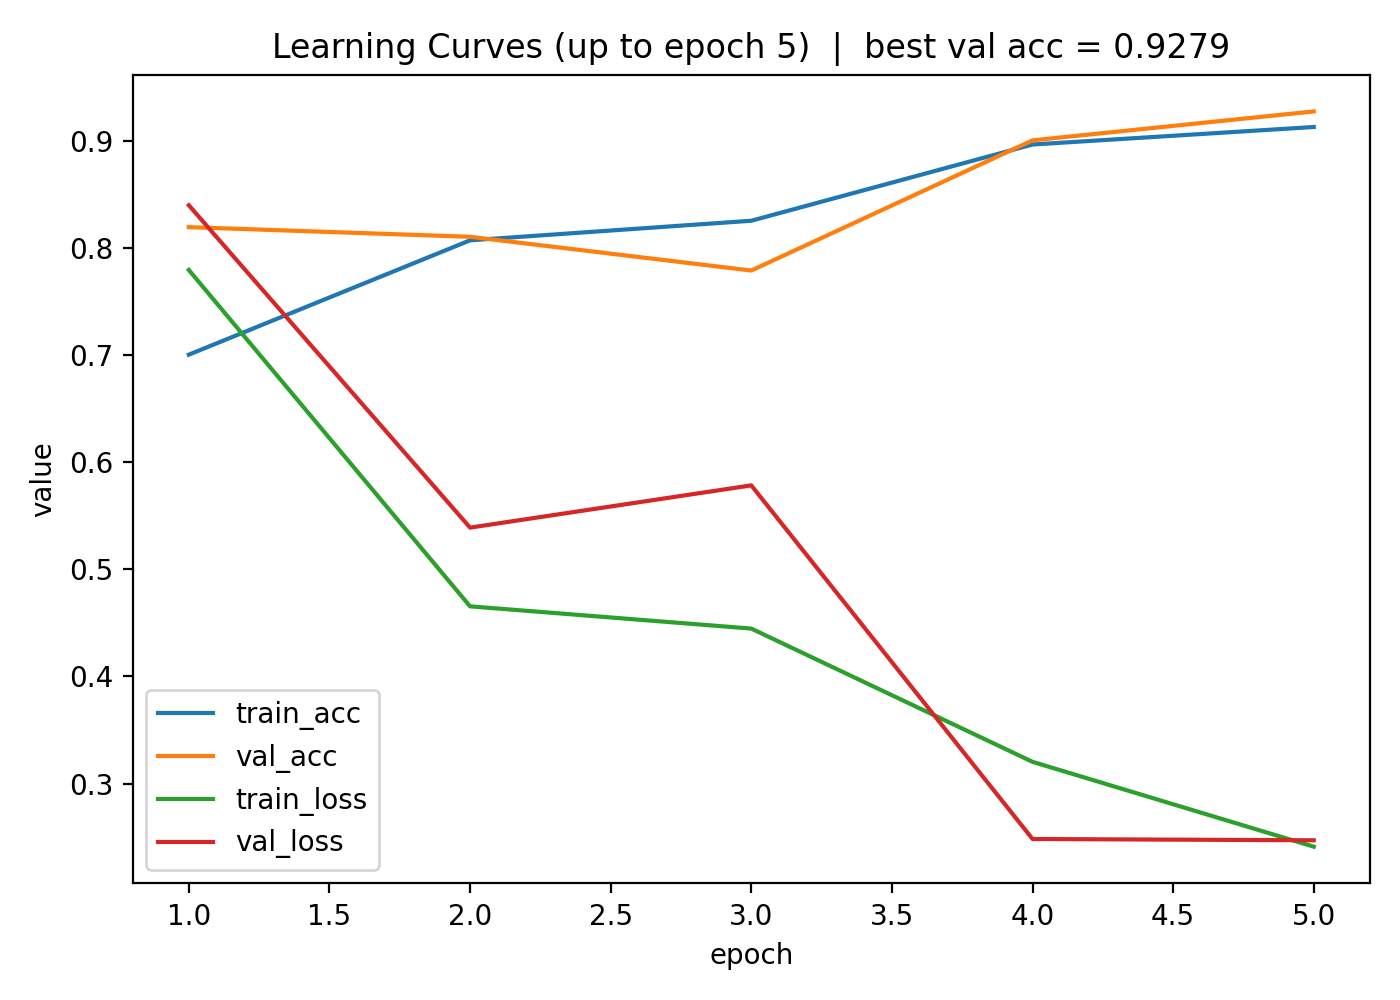 Learning Curves (up to epoch 5)  |  best val acc = 0.9279
value
0.9
0.8
0.7
0.6
0.5
0.4
0.3
train_acc
val_acc
train_loss
val_loss
1.0 1.5 2.0 2.5 3.0 3.5 4.0 4.5 5.0
epoch